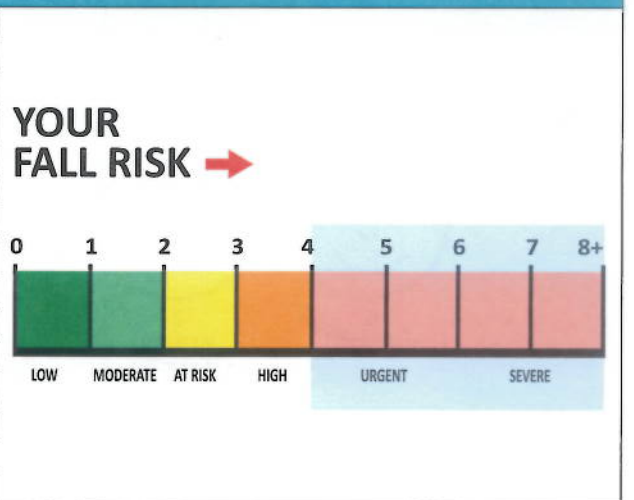 YOUR
FALL RISK
0 1 2 3 4 5 6 7 8+
LOW MODERATE AT RISK HIGH URGENT SEVERE